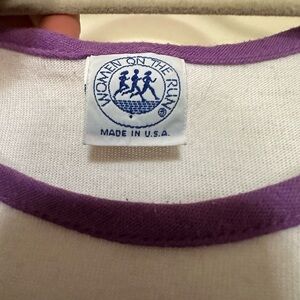 WOMEN ON THE RUN ®
MADE IN U.S.A.